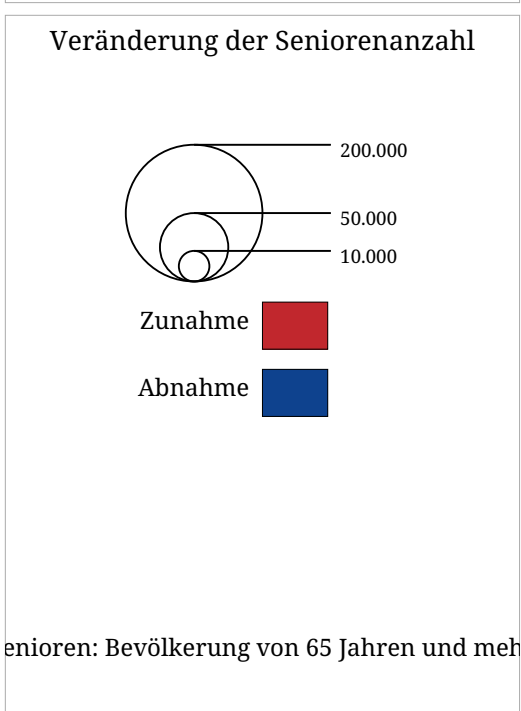 Veränderung der Seniorenanzahl
200.000
50.000
10.000
Zunahme
Abnahme
enioren: Bevölkerung von 65 Jahren und meh